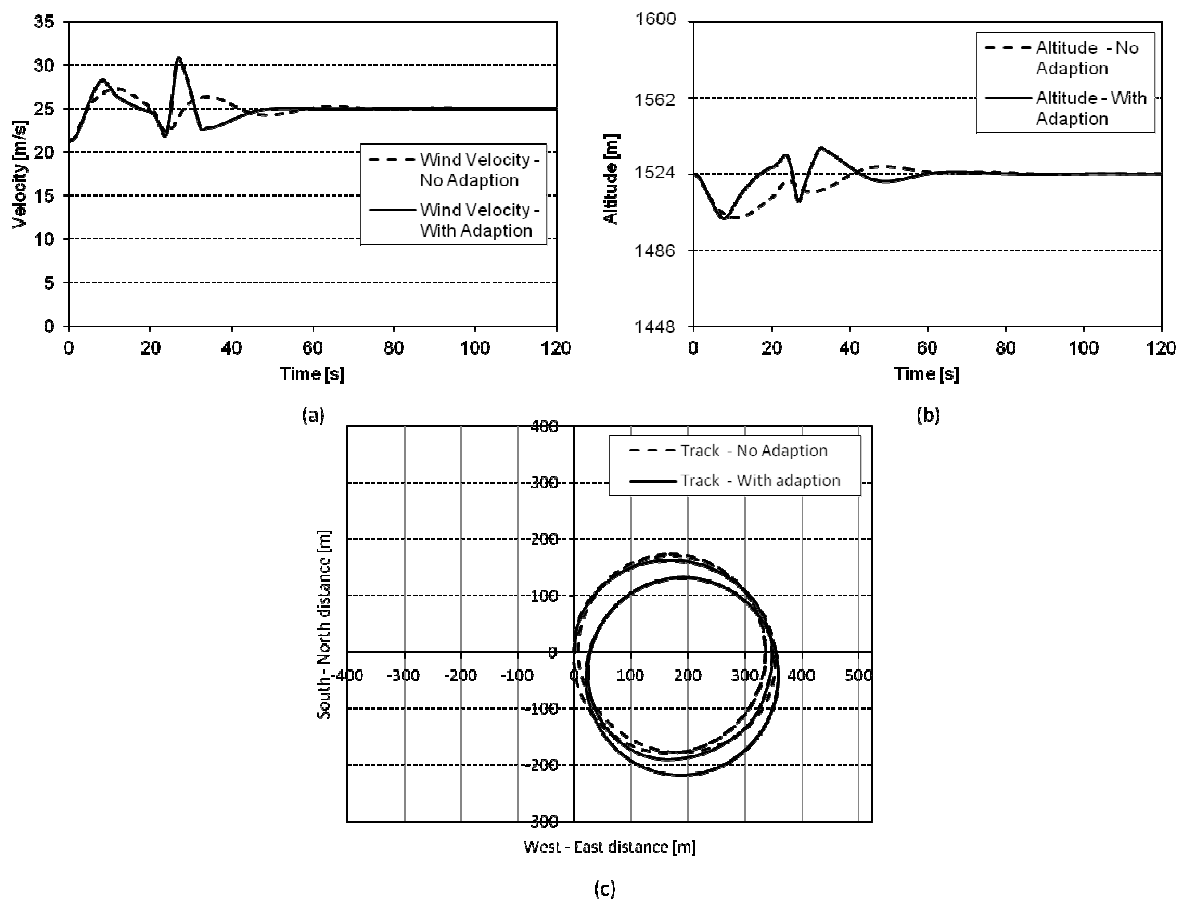 35
30
25
20
15
10
5
0
Velocity [m/s]
Wind Velocity -
No Adaption
Wind Velocity -
With Adaption
0 20 40 60 80 100 120
Time [s]
(a)
1600
1562
1524
1486
1448
Altitude [m]
Altitude - No
Adaption
Altitude - With
Adaption
0 20 40 60 80 100 120
Time [s]
(b)
400
300
200
100
0
-100
-200
-300
South - North distance [m]
Track - No Adaption
Track - With adaption
-400 -300 -200 -100 0 100 200 300 400 500
West - East distance [m]
(c)